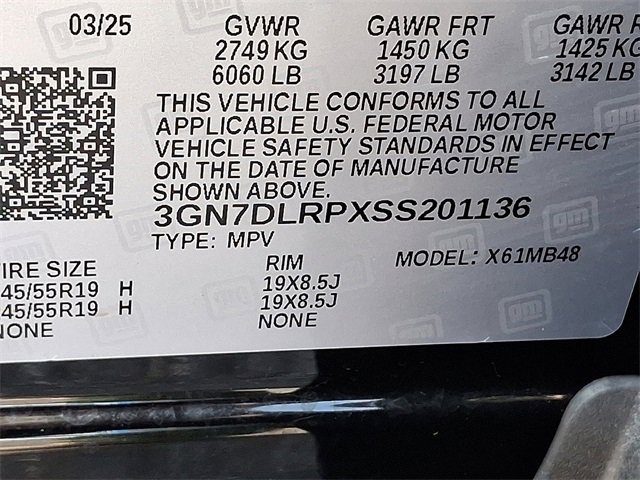 03/25 GVWR GAWR FRT GAWR R
2749 KG 1450 KG 1425 KG
6060 LB 3197 LB 3142 LB
THIS VEHICLE CONFORMS TO ALL
APPLICABLE U.S. FEDERAL MOTOR
VEHICLE SAFETY STANDARDS IN EFFECT
ON THE DATE OF MANUFACTURE
SHOWN ABOVE.
3GN7DLRPXSS201136
TYPE: MPV MODEL: X61MB48
IRE SIZE RIM
45/55R19 H 19X8.5J
45/55R19 H 19X8.5J
NONE NONE
gm